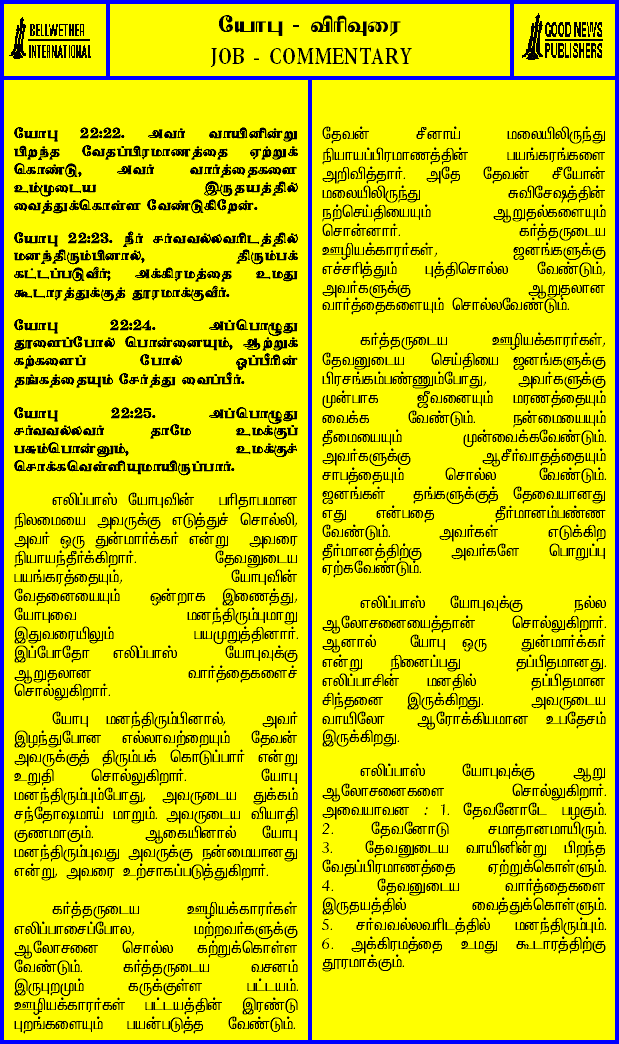 BELLWETHER
INTERNATIONAL
யோபு - விரிவுரை
JOB - COMMENTARY
GOOD NEWS
PUBLISHERS
யோபு 22:22. அவர் வாயினின்று
பிறந்த வேதப்பிரமாணத்தை ஏற்றுக்
கொண்டு, அவர் வார்த்தைகளை
உம்முடைய இருதயத்தில்
வைத்துக்கொள்ள வேண்டுகிறேன்.
யோபு 22:23. நீர் சர்வவல்லவரிடத்தில்
மனந்திரும்பினால், திரும்பக்
கட்டப்படுவீர்; அக்கிரமத்தை உமது
கூடாரத்துக்குத் தூரமாக்குவீர்.
யோபு 22:24. அப்பொழுது
தூளைப்போல் பொன்னையும், ஆற்றுக்
கற்களைப் போல் ஓப்பீரின்
தங்கத்தையும் சேர்த்து வைப்பீர்.
யோபு 22:25. அப்பொழுது
சர்வவல்லவர் தாமே உமக்குப்
பசும்பொன்னும், உமக்குச்
சொக்கவெள்ளியுமாயிருப்பார்.
எலிப்பாஸ் யோபுவின் பரிதாபமான
நிலமையை அவருக்கு எடுத்துச் சொல்லி,
அவர் ஒரு துன்மார்க்கர் என்று அவரை
நியாயந்தீர்க்கிறார். தேவனுடைய
பயங்கரத்தையும், யோபுவின்
வேதனையையும் ஒன்றாக இணைத்து,
யோபுவை மனந்திரும்புமாறு
இதுவரையிலும் பயமுறுத்தினார்.
இப்போதோ எலிப்பாஸ் யோபுவுக்கு
ஆறுதலான வார்த்தைகளைச்
சொல்லுகிறார்.
யோபு மனந்திரும்பினால், அவர்
இழந்துபோன எல்லாவற்றையும் தேவன்
அவருக்குத் திரும்பக் கொடுப்பார் என்று
உறுதி சொல்லுகிறார். யோபு
மனந்திரும்பும்போது, அவருடைய துக்கம்
சந்தோஷமாய் மாறும். அவருடைய வியாதி
குணமாகும். ஆகையினால் யோபு
மனந்திரும்புவது அவருக்கு நன்மையானது
என்று, அவரை உற்சாகப்படுத்துகிறார்.
கர்த்தருடைய ஊழியக்காரர்கள்
எலிப்பாசைப்போல, மற்றவர்களுக்கு
ஆலோசனை சொல்ல கற்றுக்கொள்ள
வேண்டும். கர்த்தருடைய வசனம்
இருபுறமும் கருக்குள்ள பட்டயம்.
ஊழியக்காரர்கள் பட்டயத்தின் இரண்டு
புறங்களையும் பயன்படுத்த வேண்டும்.
தேவன் சீனாய் மலையிலிருந்து
நியாயப்பிரமாணத்தின் பயங்கரங்களை
அறிவித்தார். அதே தேவன் சீயோன்
மலையிலிருந்து சுவிசேஷத்தின்
நற்செய்தியையும் ஆறுதல்களையும்
சொன்னார். கர்த்தருடைய
ஊழியக்காரர்கள், ஜனங்களுக்கு
எச்சரித்தும் புத்திசொல்ல வேண்டும்,
அவர்களுக்கு ஆறுதலான
வார்த்தைகளையும் சொல்லவேண்டும்.
கர்த்தருடைய ஊழியக்காரர்கள்,
தேவனுடைய செய்தியை ஜனங்களுக்கு
பிரசங்கம்பண்ணும்போது, அவர்களுக்கு
முன்பாக ஜீவனையும் மரணத்தையும்
வைக்க வேண்டும். நன்மையையும்
தீமையையும் முன்வைக்கவேண்டும்.
அவர்களுக்கு ஆசீர்வாதத்தையும்
சாபத்தையும் சொல்ல வேண்டும்.
ஜனங்கள் தங்களுக்குத் தேவையானது
எது என்பதை தீர்மானம்பண்ண
வேண்டும். அவர்கள் எடுக்கிற
தீர்மானத்திற்கு அவர்களே பொறுப்பு
ஏற்கவேண்டும்.
எலிப்பாஸ் யோபுவுக்கு நல்ல
ஆலோசனையைத்தான் சொல்லுகிறார்.
ஆனால் யோபு ஒரு துன்மார்க்கர்
என்று நினைப்பது தப்பிதமானது.
எலிப்பாசின் மனதில் தப்பிதமான
சிந்தனை இருக்கிறது. அவருடைய
வாயிலோ ஆரோக்கியமான உபதேசம்
இருக்கிறது.
எலிப்பாஸ் யோபுவுக்கு ஆறு
ஆலோசனைகளை சொல்லுகிறார்.
அவையாவன : 1. தேவனோடே பழகும்.
2. தேவனோடு சமாதானமாயிரும்.
3. தேவனுடைய வாயினின்று பிறந்த
வேதப்பிரமாணத்தை ஏற்றுக்கொள்ளும்.
4. தேவனுடைய வார்த்தைகளை
இருதயத்தில் வைத்துக்கொள்ளும்.
5. சர்வவல்லவரிடத்தில் மனந்திரும்பும்.
6. அக்கிரமத்தை உமது கூடாரத்திற்கு
தூரமாக்கும்.